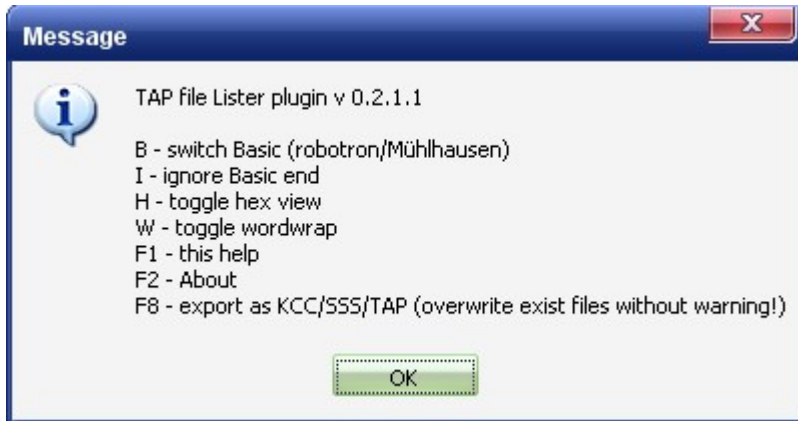 Message
TAP file Lister plugin v 0.2.1.1
B - switch Basic (robotron/Mühlhausen)
I - ignore Basic end
H - toggle hex view
W - toggle wordwrap
F1 - this help
F2 - About
F8 - export as KCC/SSS/TAP (overwrite exist files without warning!)
OK